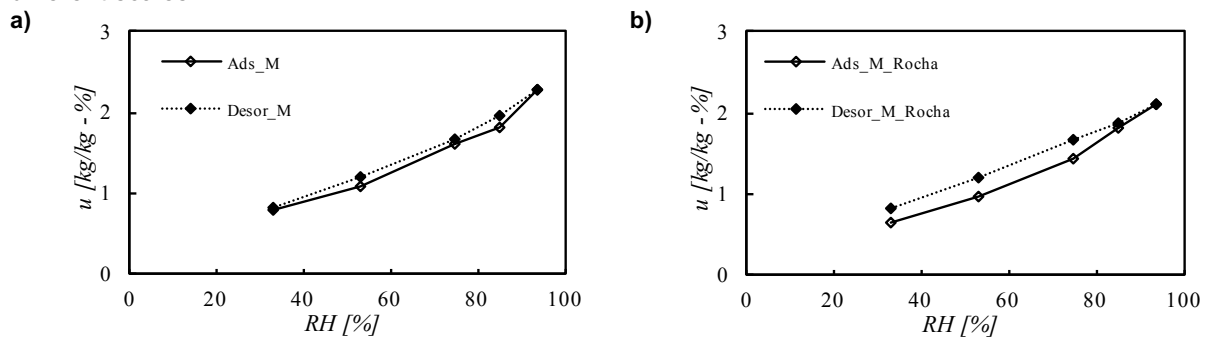 a)
3
2
1
0
u [kg/kg - %]
Ads_M
Desor_M
0 20 40 60 80 100
RH [%]
b)
3
2
1
0
u [kg/kg - %]
Ads_M_Rocha
Desor_M_Rocha
0 20 40 60 80 100
RH [%]